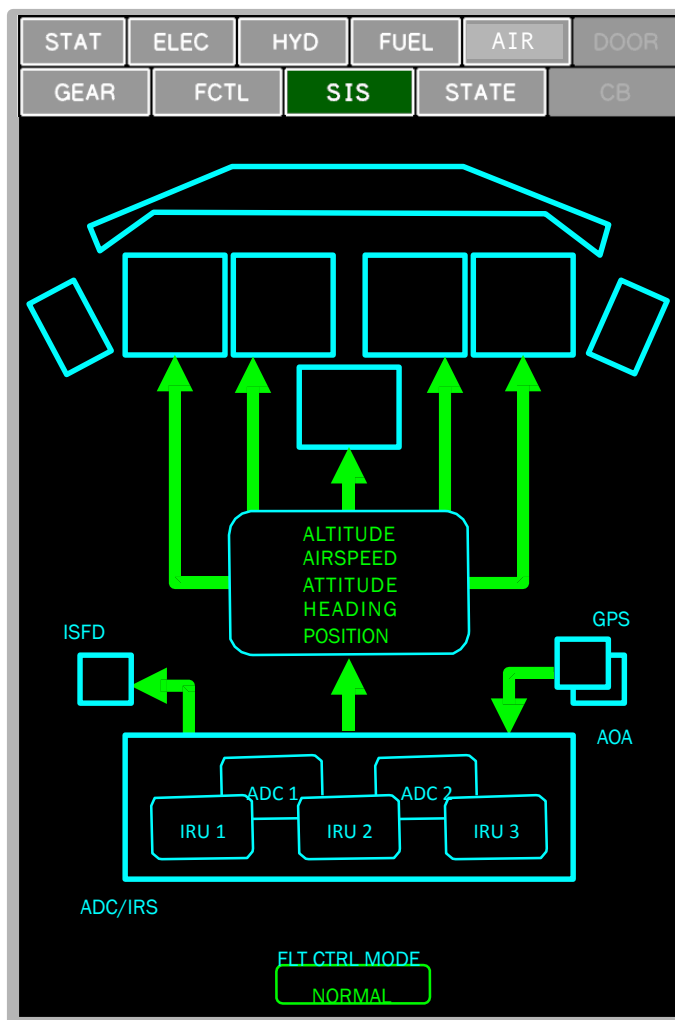 STAT ELEC HYD FUEL AIR DOOR
GEAR FCTL SIS STATE CB
ALTITUDE
AIRSPEED
ATTITUDE
HEADING
POSITION
ISFD
GPS
AOA
ADC 1 ADC 2
IRU 1 IRU 2 IRU 3
ADC/IRS
FLT CTRL MODE
NORMAL